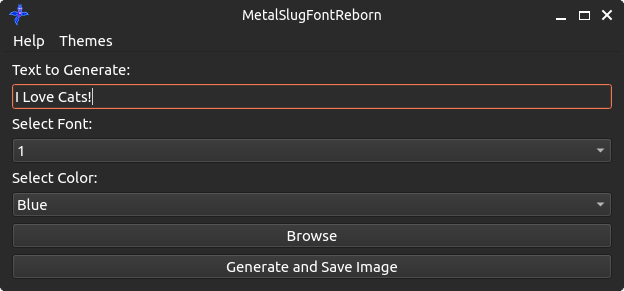 MetalSlugFontReborn
Help Themes
Text to Generate:
I Love Cats!
Select Font:
1
Select Color:
Blue
Browse
Generate and Save Image